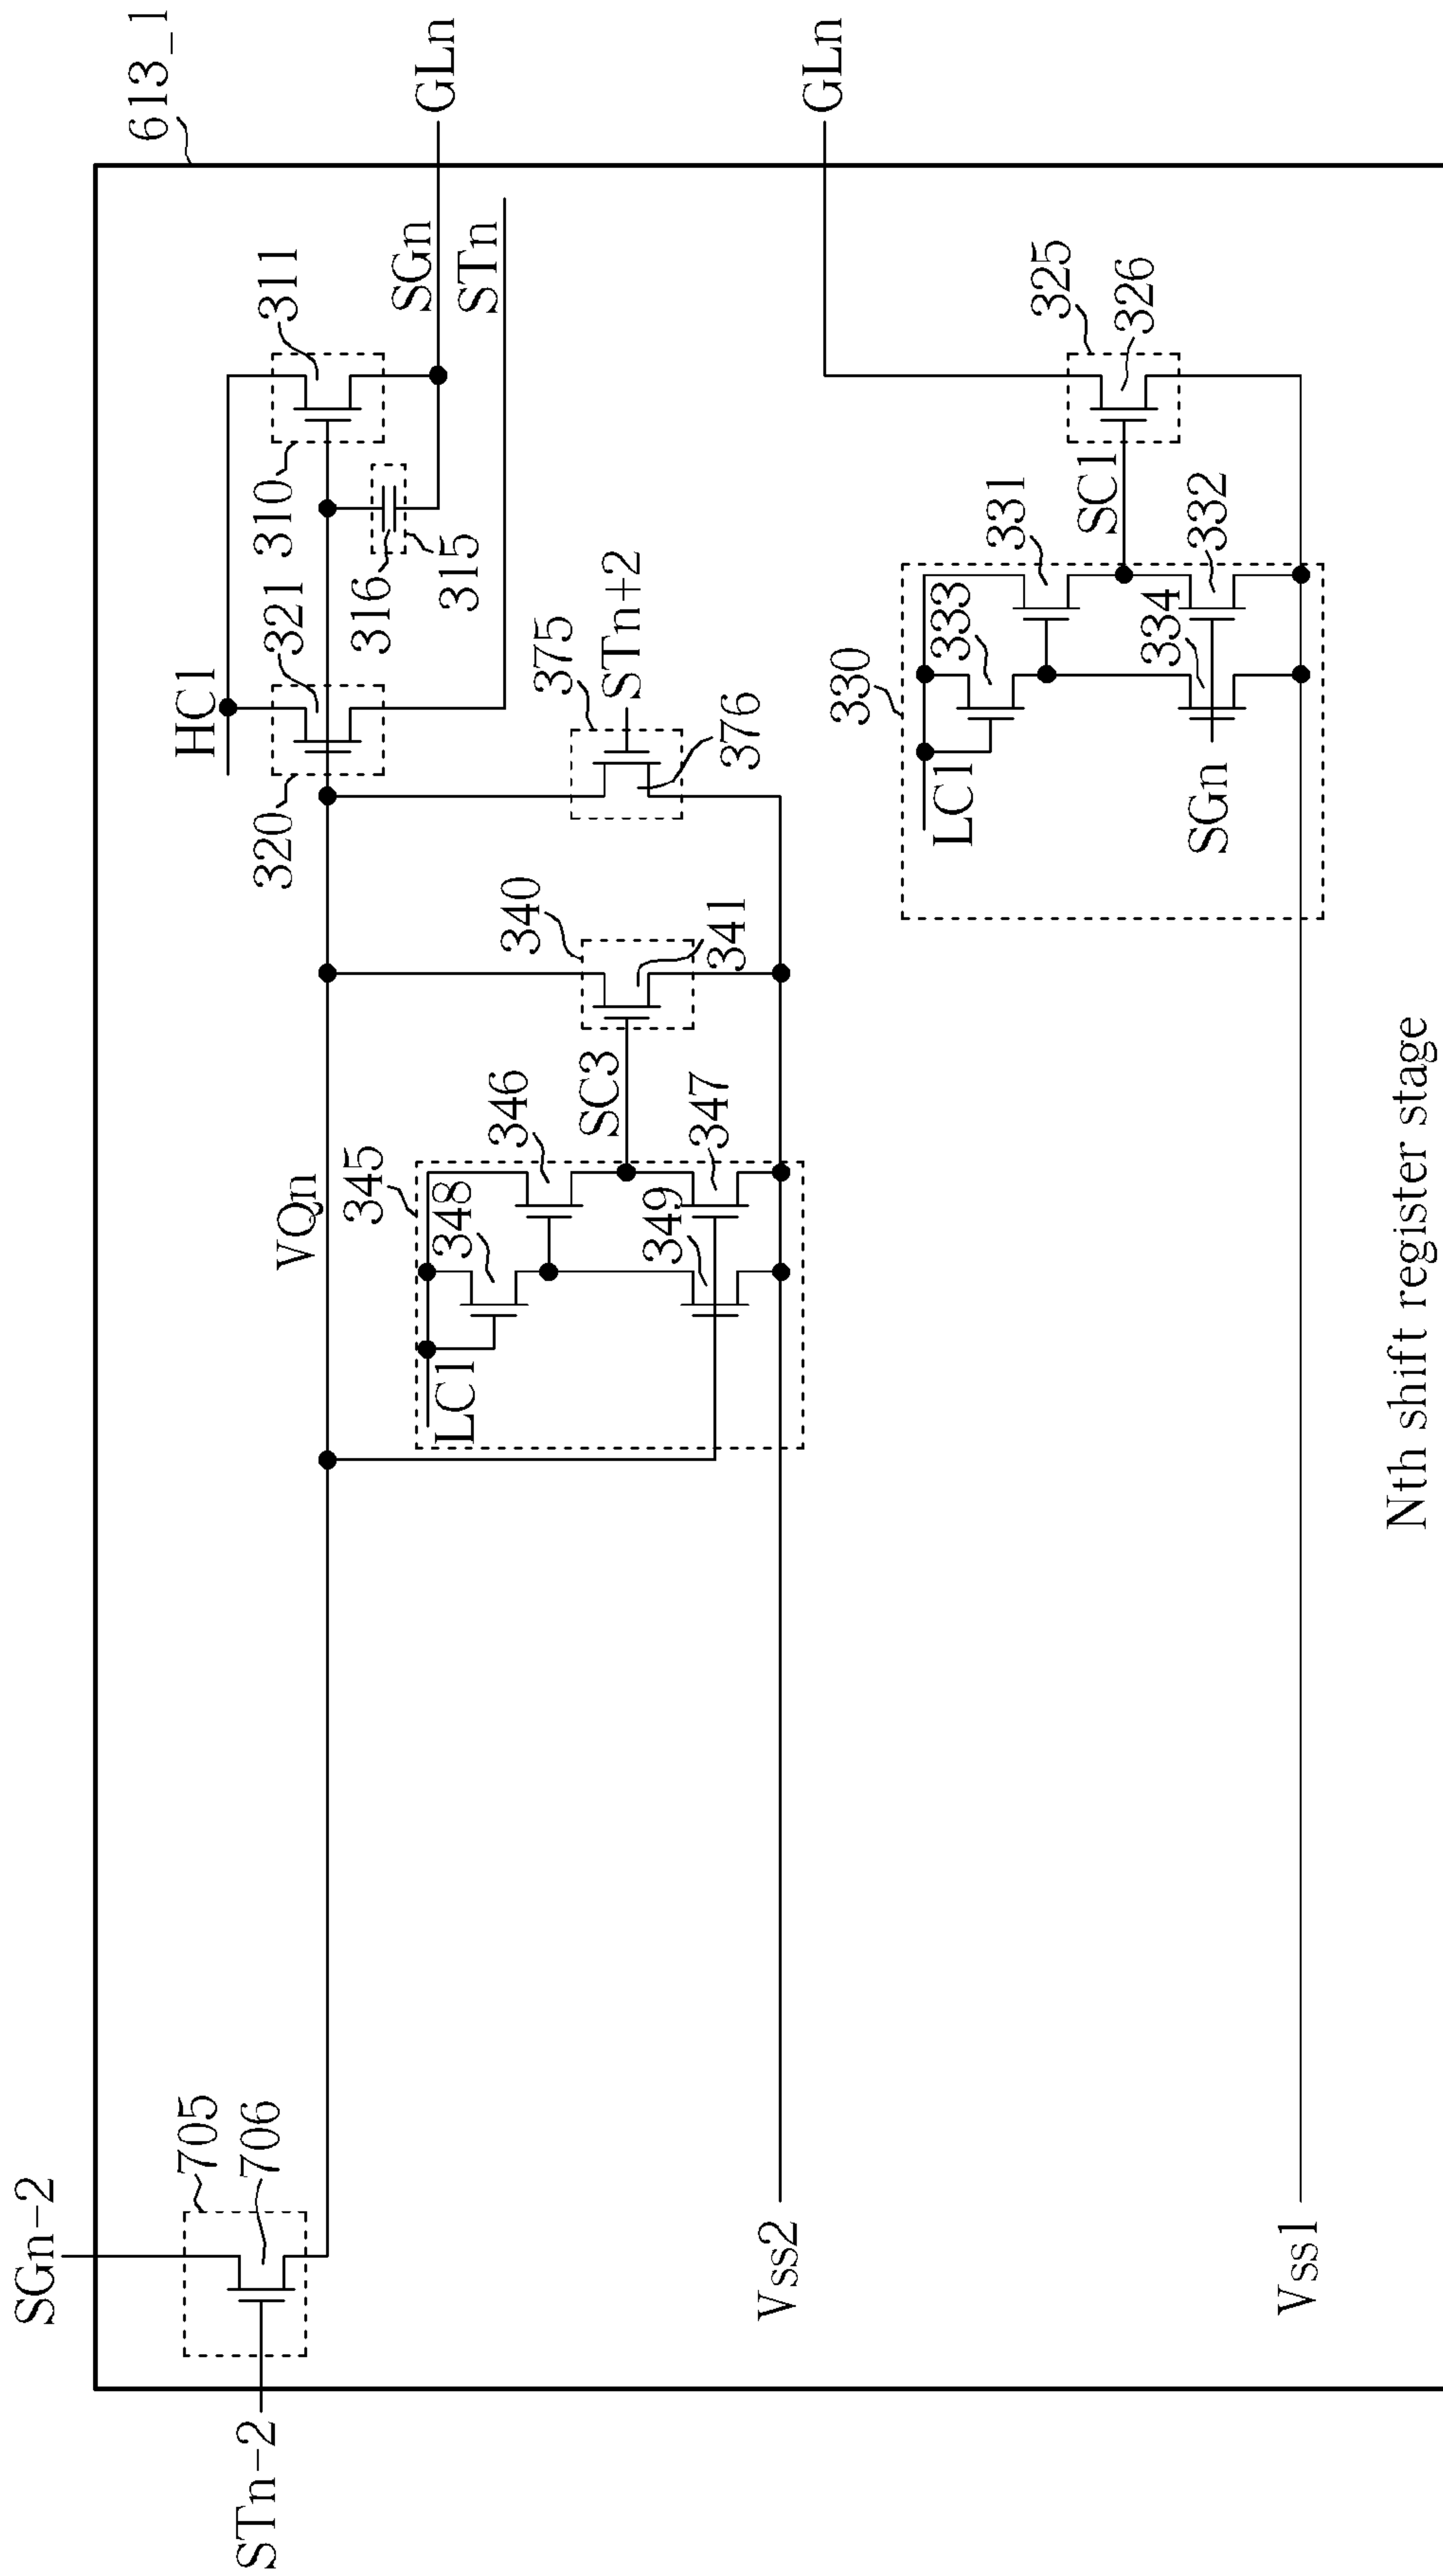 SGn-2
STn-2
705
706
613_1
HC1
320
321
310
311
GLn
SGn
STn
316
315
VQn
345
LC1
348
346
349
347
SC3
340
341
375
STn+2
376
Vss2
GLn
330
LC1
333
331
334
332
SGn
SC1
325
326
Vss1
Nth shift register stage